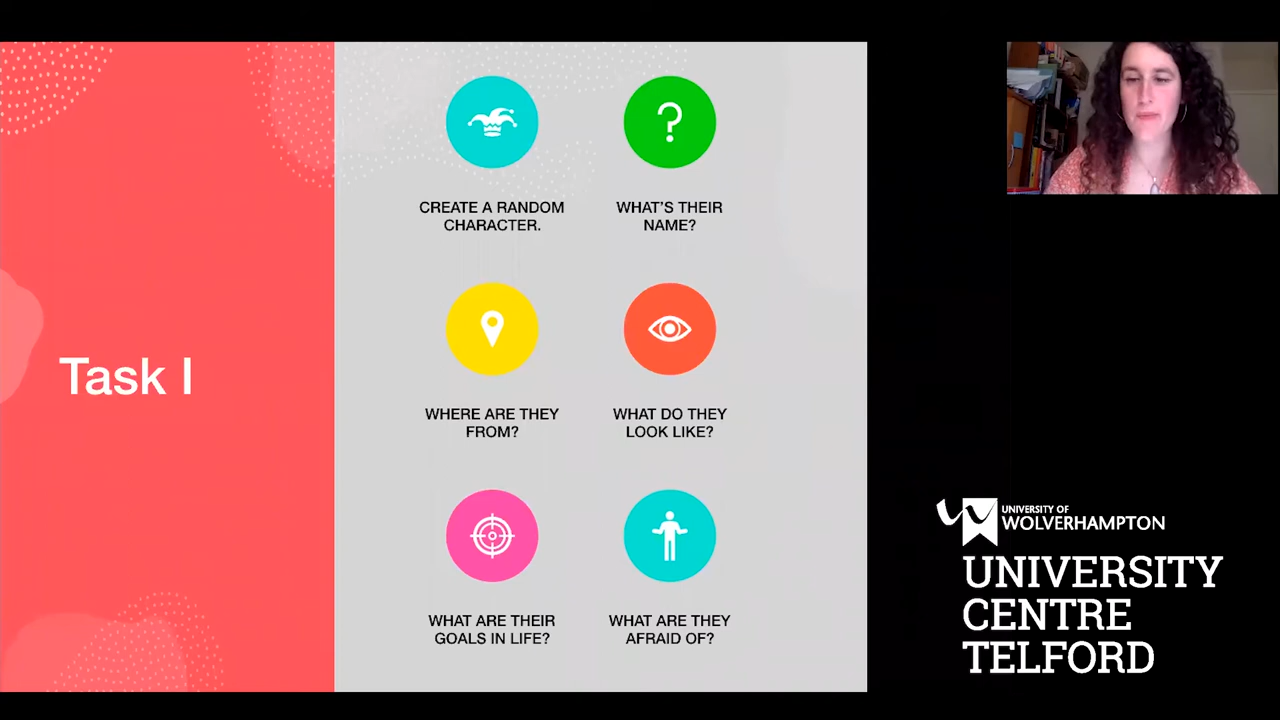 Task I
CREATE A RANDOM
CHARACTER.
WHAT'S THEIR
NAME?
WHERE ARE THEY
FROM?
WHAT DO THEY
LOOK LIKE?
WHAT ARE THEIR
GOALS IN LIFE?
WHAT ARE THEY
AFRAID OF?
UNIVERSITY OF
WOLVERHAMPTON
UNIVERSITY
CENTRE
TELFORD